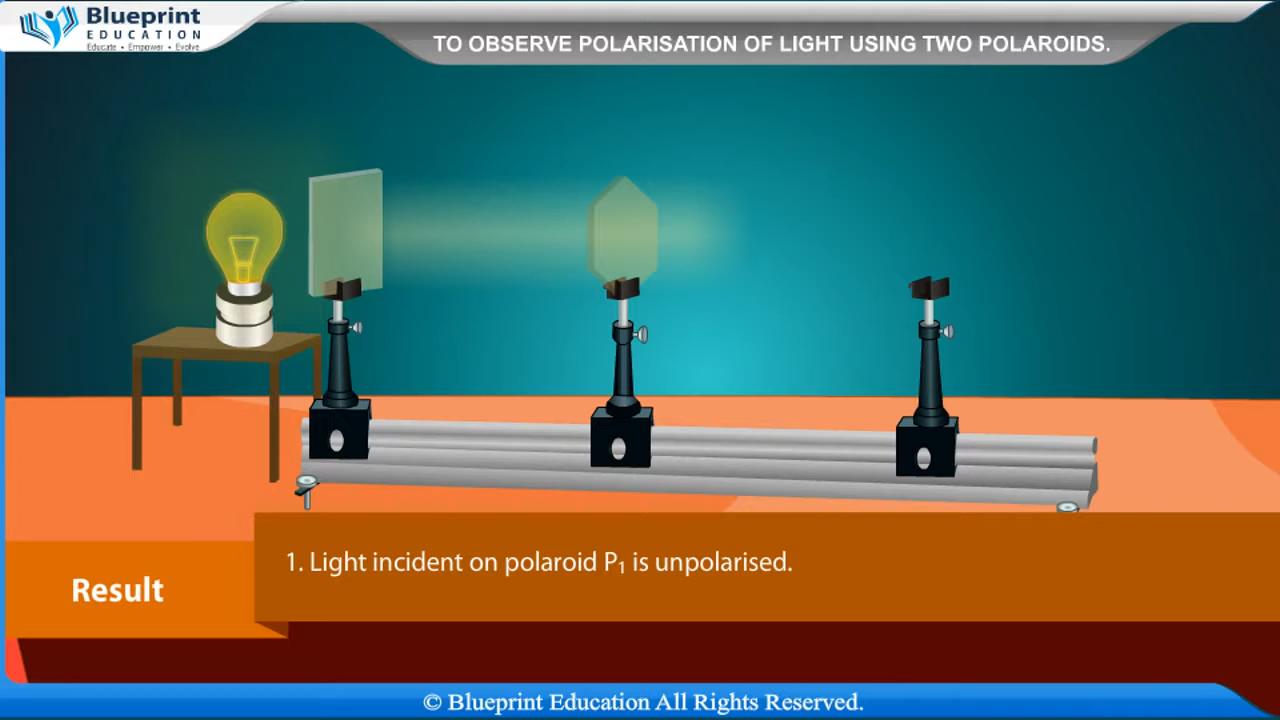 Blueprint
EDUCATION
Educate • Empower • Evolve
TO OBSERVE POLARISATION OF LIGHT USING TWO POLAROIDS.
1. Light incident on polaroid P₁ is unpolarised.
Result
© Blueprint Education All Rights Reserved.